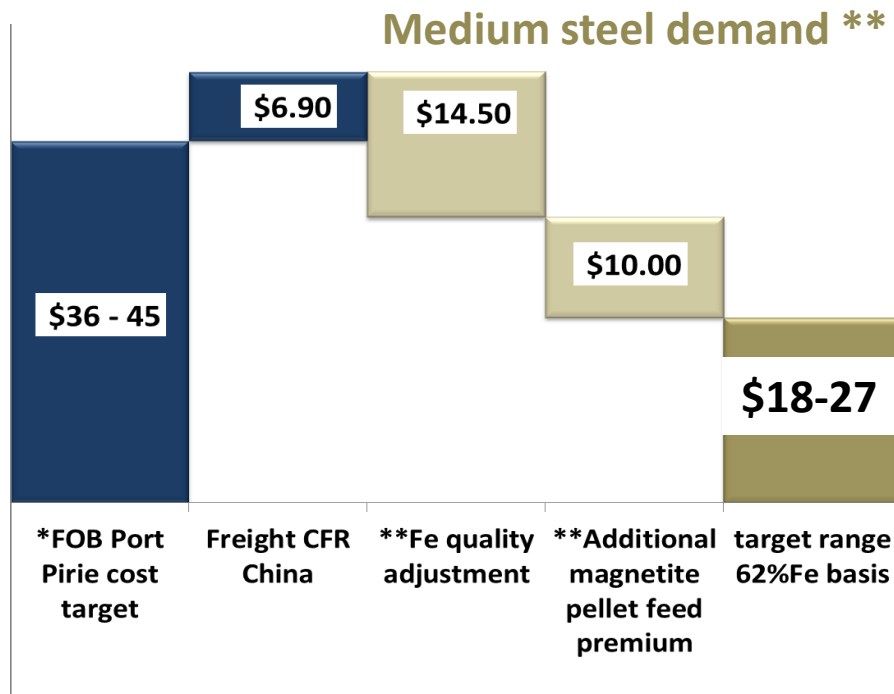 Medium steel demand **
$6.90
$14.50
$10.00
$36 - 45
$18-27
*FOB Port
Pirie cost
target
Freight CFR
China
**Fe quality
adjustment
**Additional
magnetite
pellet feed
premium
target range
62%Fe basis